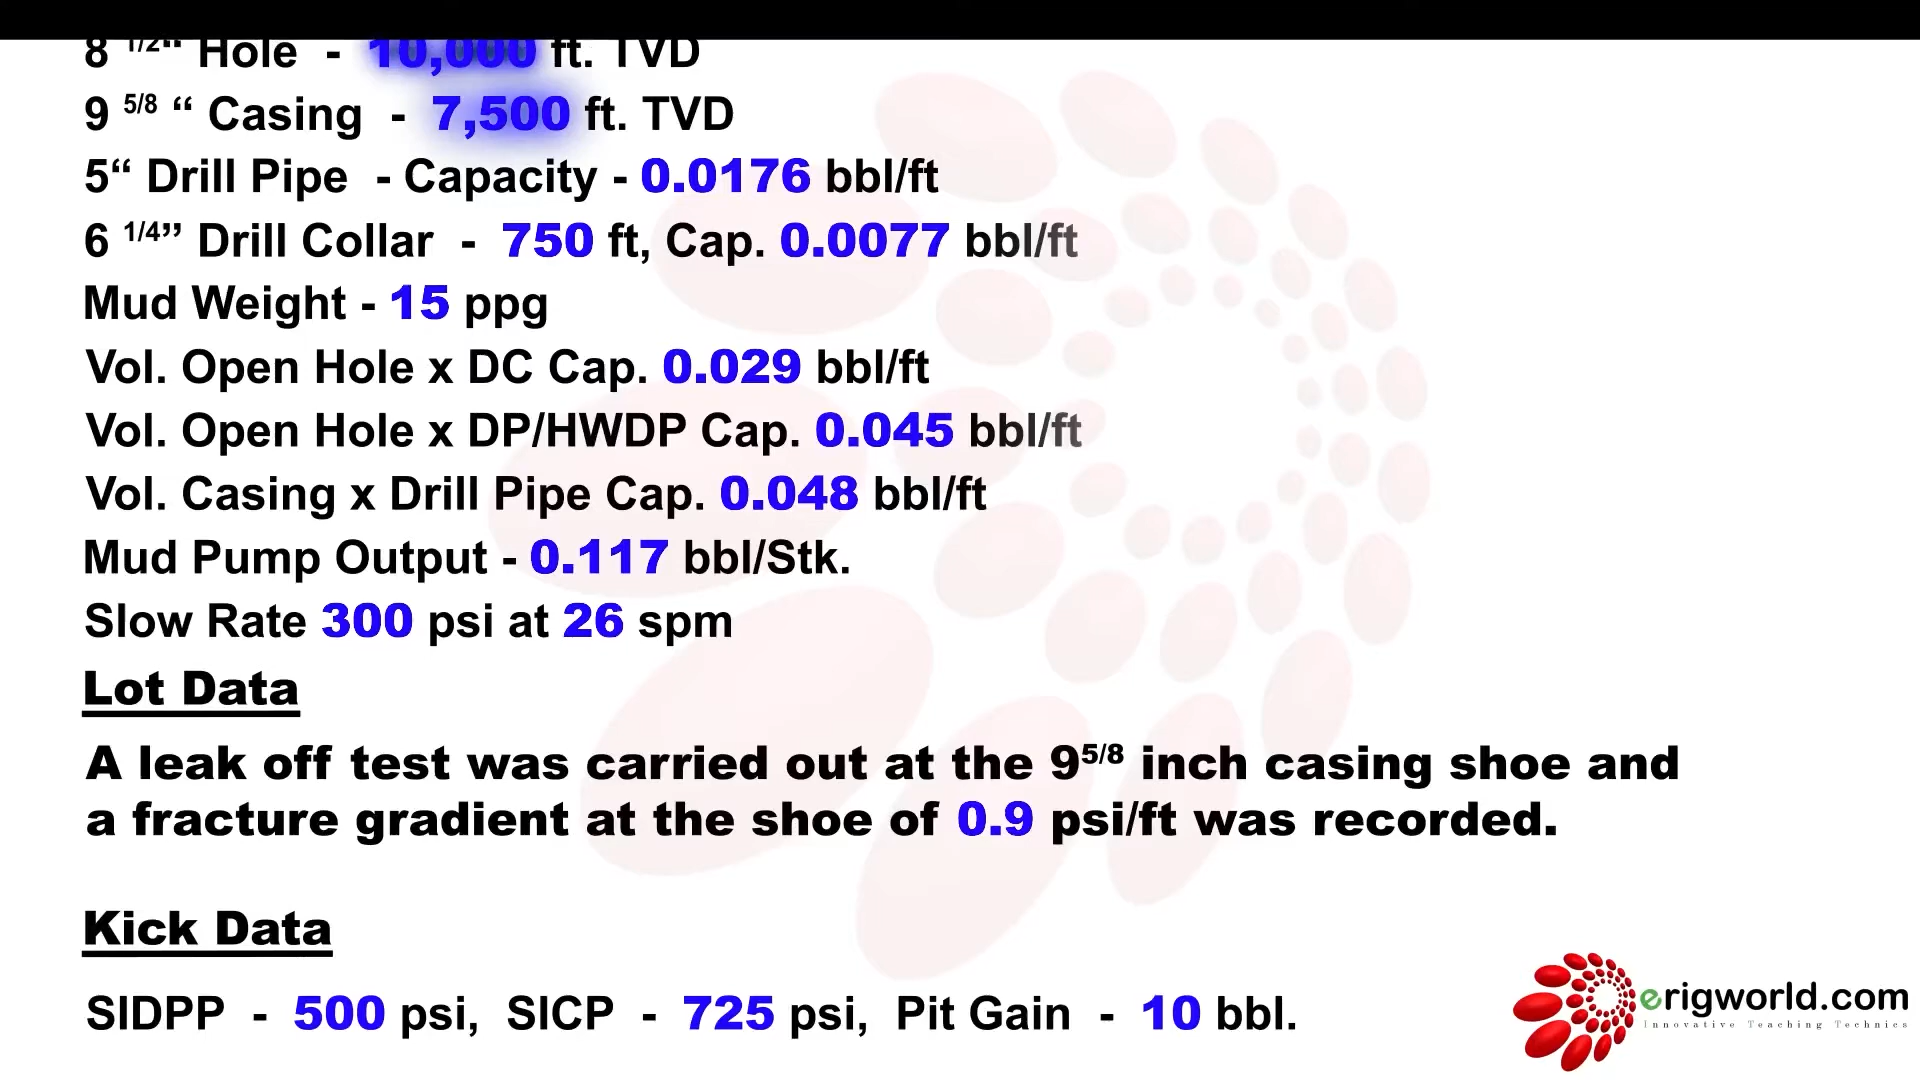 8 1/2“ Hole - 10,000 ft. TVD
9 5/8 “ Casing - 7,500 ft. TVD
5“ Drill Pipe - Capacity - 0.0176 bbl/ft
6 1/4” Drill Collar - 750 ft, Cap. 0.0077 bbl/ft
Mud Weight - 15 ppg
Vol. Open Hole x DC Cap. 0.029 bbl/ft
Vol. Open Hole x DP/HWDP Cap. 0.045 bbl/ft
Vol. Casing x Drill Pipe Cap. 0.048 bbl/ft
Mud Pump Output - 0.117 bbl/Stk.
Slow Rate 300 psi at 26 spm
Lot Data
A leak off test was carried out at the 9 5/8 inch casing shoe and
a fracture gradient at the shoe of 0.9 psi/ft was recorded.
Kick Data
SIDPP - 500 psi, SICP - 725 psi, Pit Gain - 10 bbl.
erigworld.com
Innovative Teaching Technics